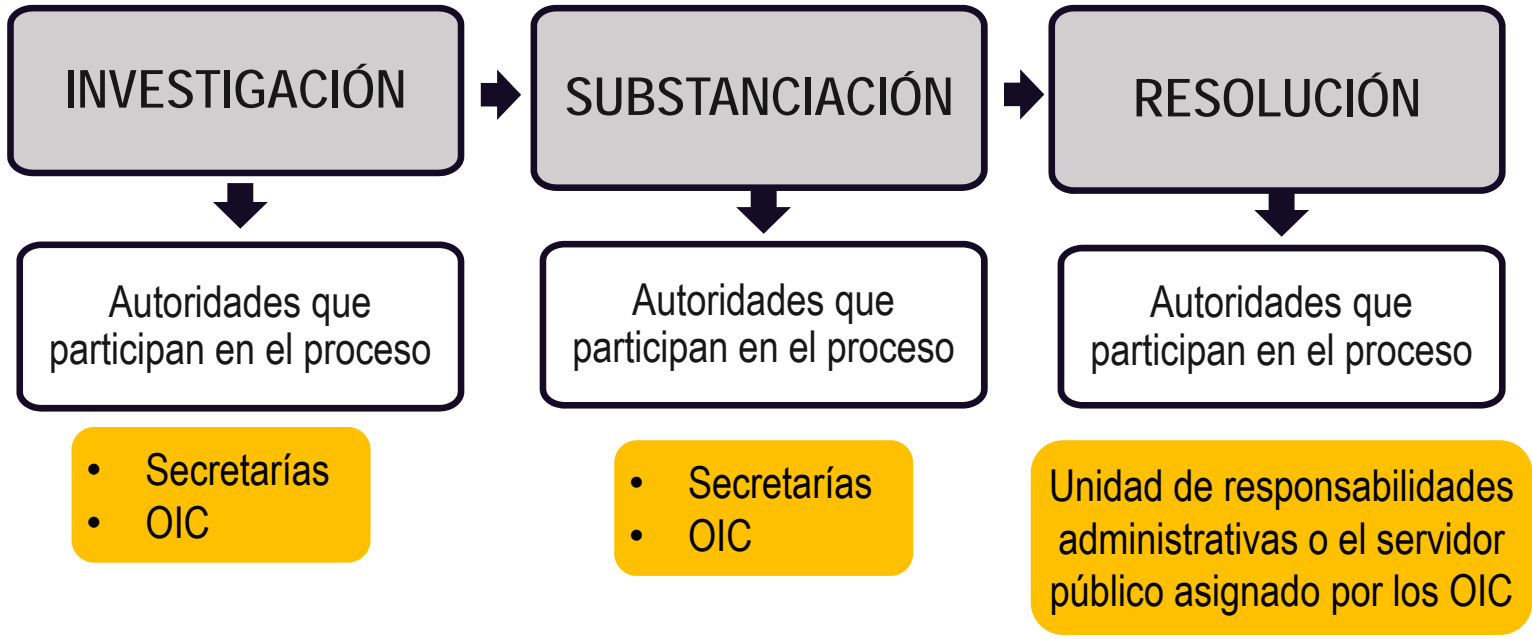 INVESTIGACIÓN
SUBSTANCIACIÓN
RESOLUCIÓN
Autoridades que
participan en el proceso
Autoridades que
participan en el proceso
Autoridades que
participan en el proceso
• Secretarías
• OIC
• Secretarías
• OIC
Unidad de responsabilidades
administrativas o el servidor
público asignado por los OIC